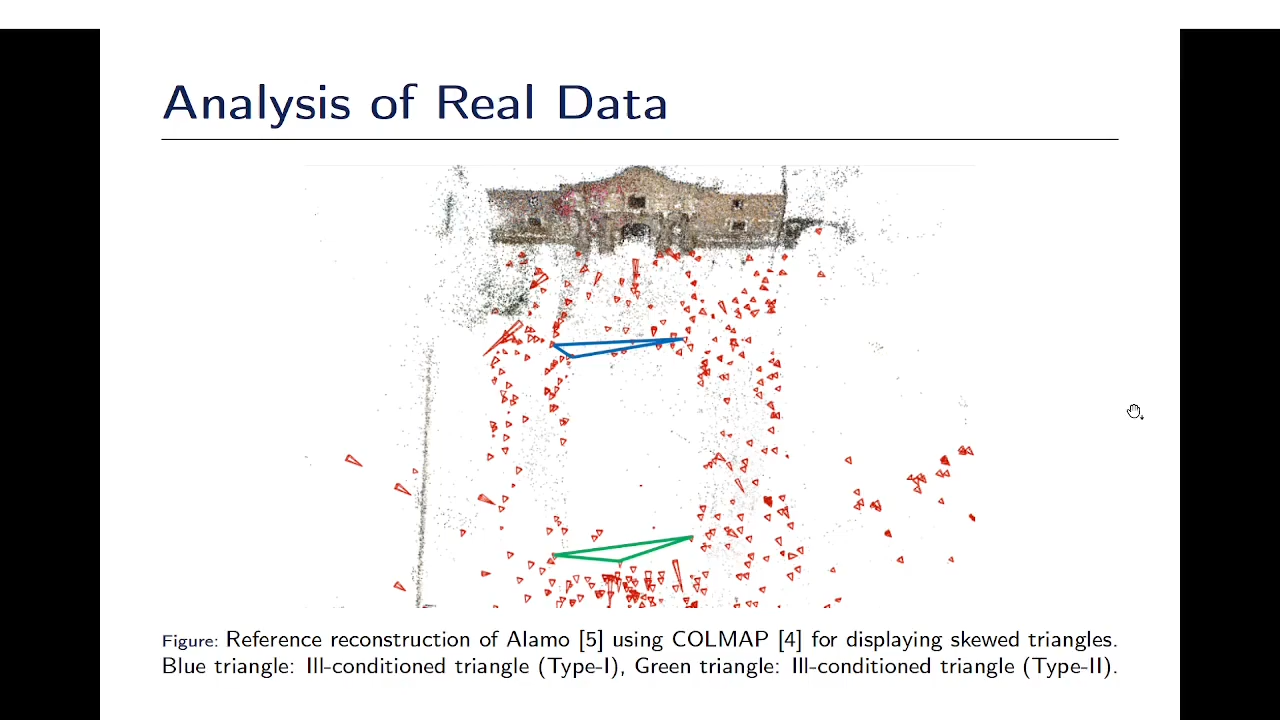 Analysis of Real Data
Figure: Reference reconstruction of Alamo [5] using COLMAP [4] for displaying skewed triangles.
Blue triangle: Ill-conditioned triangle (Type-I), Green triangle: Ill-conditioned triangle (Type-II).